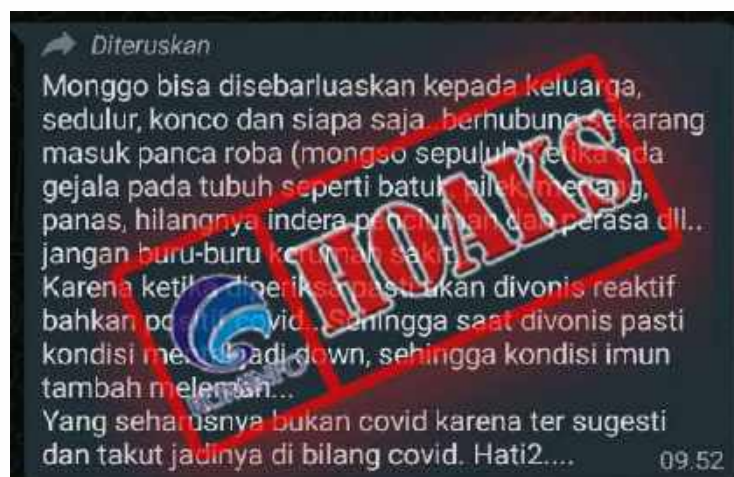 Diteruskan
Monggo bisa disebarluaskan kepada keluarga,
sedulur, konco dan siapa saja berhubung sekarang
masuk panca roba (mongso sepuluh) ketika ada
gejala pada tubuh seperti batuk, pilek, meriang,
panas, hilangnya indera penciuman dan perasa dll..
jangan buru-buru kerumah sakit
Karena ketika diperiksa pasti akan divonis reaktif
bahkan positif covid.. Sehingga saat divonis pasti
kondisi menjadi down, sehingga kondisi imun
tambah melemah...
Yang seharusnya bukan covid karena ter sugesti
dan takut jadinya di bilang covid. Hati2....
09.52
HOAKS
KOMINFO